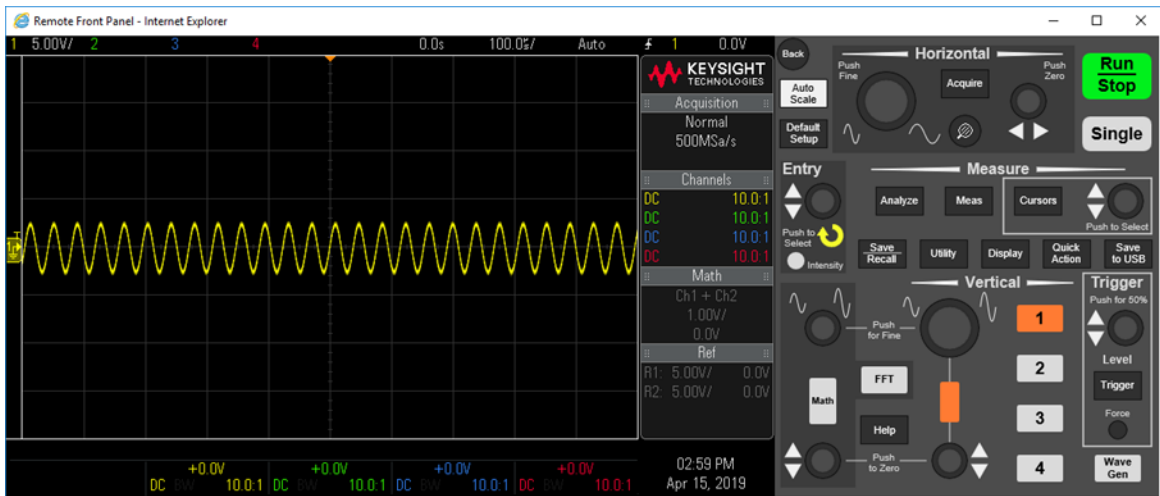 Remote Front Panel - Internet Explorer
1 5.00V/ 2 3 4 0.0s 100.0s/ Auto 1 0.0V
KEYSIGHT
TECHNOLOGIES
Acquisition
Normal
500MSa/s
Channels
DC 10.0:1
DC 10.0:1
DC 10.0:1
DC 10.0:1
Math
Ch1 + Ch2
1.00V/
0.0V
Ref
R1: 5.00V/ 0.0V
R2: 5.00V/ 0.0V
+0.0V +0.0V +0.0V +0.0V
DC BW 10.0:1 DC BW 10.0:1 DC BW 10.0:1 DC BW 10.0:1
02:59 PM
Apr 15, 2019
Back
Horizontal
Push
Fine
Push
Zero
Run
Stop
Auto
Scale
Acquire
Default
Setup
Single
Entry
Measure
Analyze
Meas
Cursors
Push to
Select
Push to Select
Intensity
Save
Recall
Utility
Display
Quick
Action
Save
to USB
Vertical
Trigger
Push for 50%
1
Push
for Fine
Level
2
FFT
Trigger
Math
Force
3
Help
Push
to Zero
4
Wave
Gen